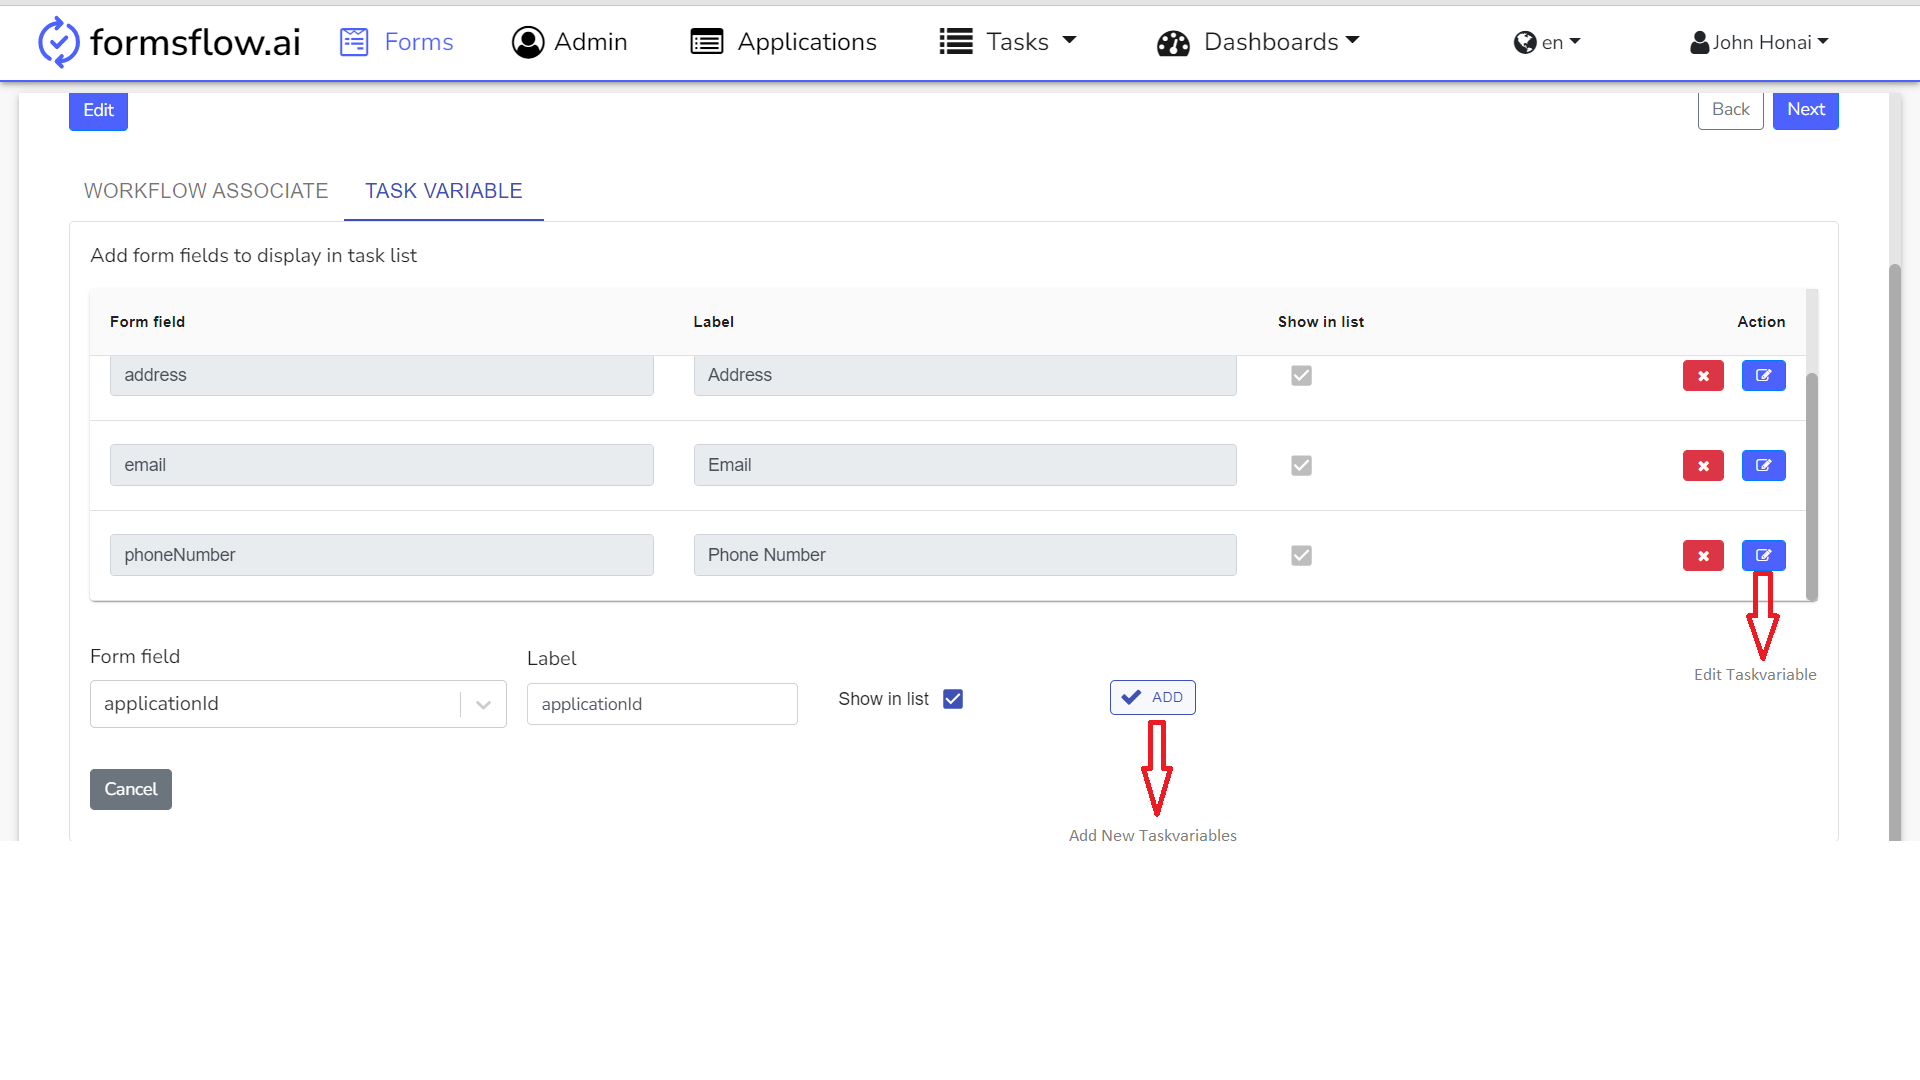 formsflow.ai Forms Admin Applications Tasks Dashboards en John Honai
Edit Back Next
WORKFLOW ASSOCIATE TASK VARIABLE
Add form fields to display in task list
Form field Label Show in list Action
address Address
email Email
phoneNumber Phone Number
Form field Label
Edit Taskvariable
applicationId applicationId Show in list ADD
Cancel
Add New Taskvariables